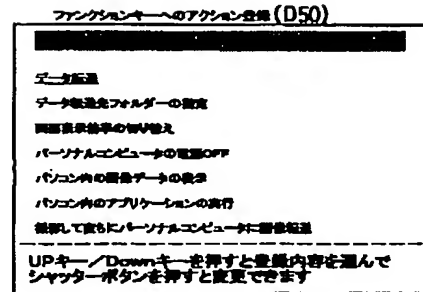 ファンクションキーへのアクション登録 (D50)
データ転送
データ転送先フォルダーの設定
画面表示倍率の切り替え
パーソナルコンピュータの電源OFF
パソコン内の画像データの表示
パソコン内のアプリケーションの実行
撮影して直ちにパーソナルコンピュータに画像転送
UPキー/Downキーを押すと登録内容を選んで
シャッターボタンを押すと変更できます